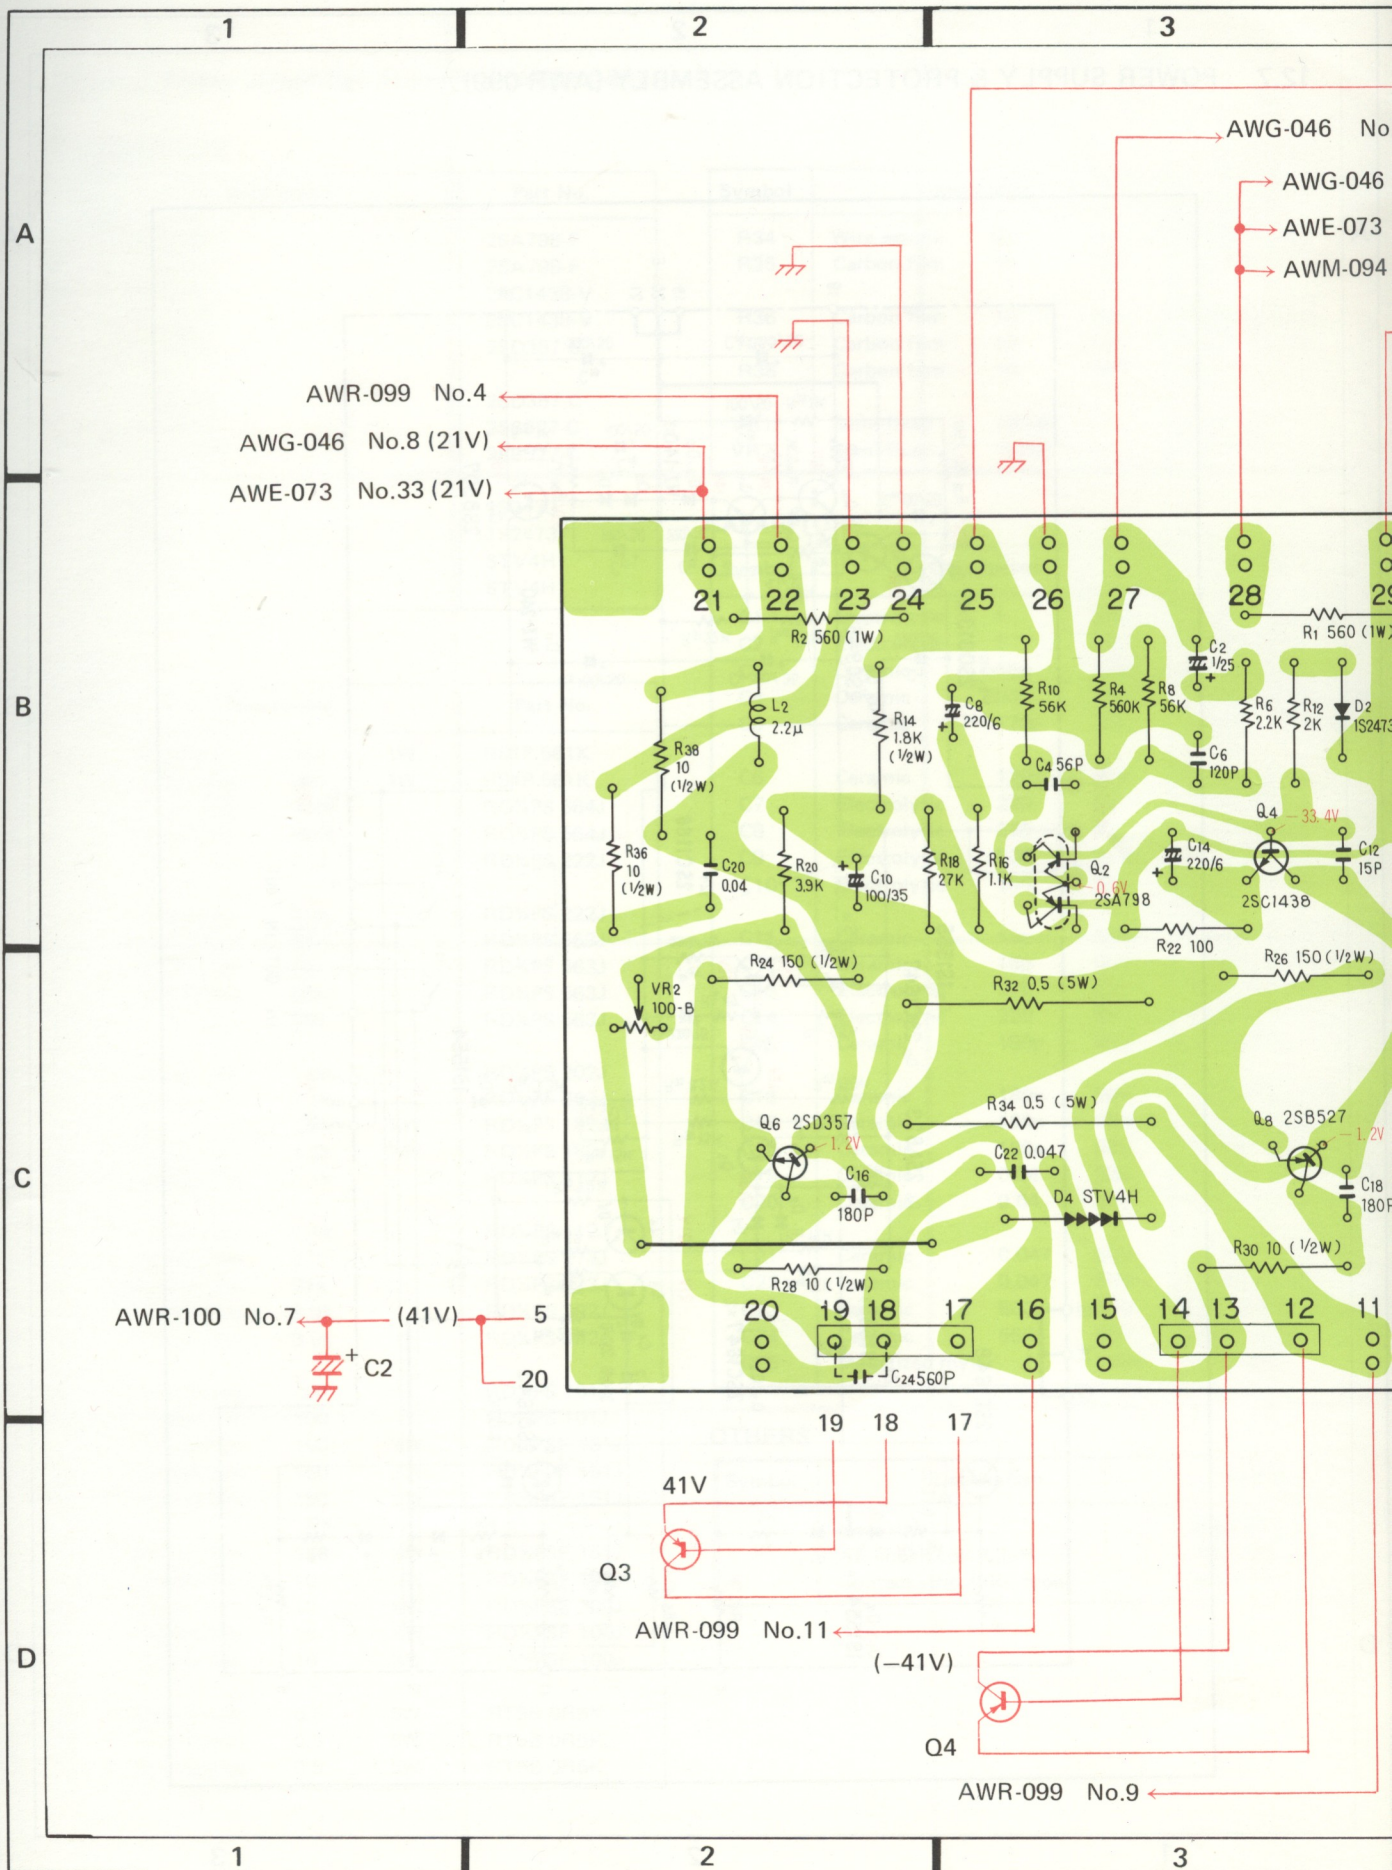 1 2 3
AWG-046 No
AWG-046
A
AWE-073
AWM-094
AWR-099 No.4
AWG-046 No.8 (21V)
AWE-073 No.33 (21V)
21 22 23 24 25 26 27 28 29
R2 560 (1W)
R1 560 (1W)
B
L2
2.2μ
R14
1.8K
(1/2W)
C8
220/6
R10
56K
R4
560K
R8
56K
C2
1/25
R6
2.2K
R12
2K
D2
1S2473
R38
10
(1/2W)
C4 56P
C6
120P
Q4 -33.4V
R36
10
(1/2W)
C20
0.04
R20
3.9K
C10
100/35
R18
27K
R16
1.1K
Q2
-0.6V
2SA798
C14
220/6
2SC1438
C12
15P
R22 100
R24 150 (1/2W)
R32 0.5 (5W)
R26 150 (1/2W)
VR2
100-B
R34 0.5 (5W)
Q6 2SD357
1.2V
Q8 2SB527
-1.2V
C
C16
180P
C22 0.047
D4 STV4H
C18
180P
R28 10 (1/2W)
R30 10 (1/2W)
20 19 18 17 16 15 14 13 12 11
AWR-100 No.7 (41V) 5
+ C2
20
C24 560P
19 18 17
41V
Q3
AWR-099 No.11
D
(−41V)
Q4
AWR-099 No.9
1 2 3